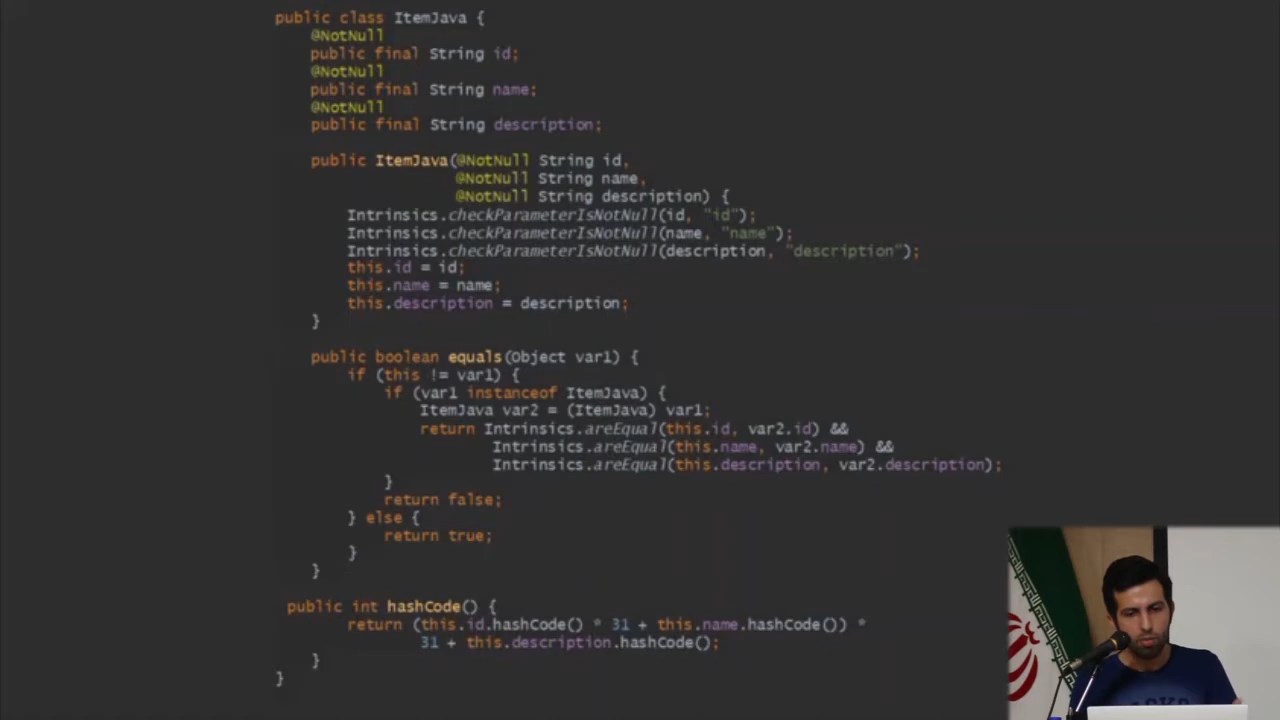 public class ItemJava {
@NotNull
public final String id;
@NotNull
public final String name;
@NotNull
public final String description;
public ItemJava(@NotNull String id,
@NotNull String name,
@NotNull String description) {
Intrinsics.checkParameterIsNotNull(id, "id");
Intrinsics.checkParameterIsNotNull(name, "name");
Intrinsics.checkParameterIsNotNull(description, "description");
this.id = id;
this.name = name;
this.description = description;
}
public boolean equals(Object var1) {
if (this != var1) {
if (var1 instanceof ItemJava) {
ItemJava var2 = (ItemJava) var1;
return Intrinsics.areEqual(this.id, var2.id) &&
Intrinsics.areEqual(this.name, var2.name) &&
Intrinsics.areEqual(this.description, var2.description);
}
return false;
} else {
return true;
}
}
public int hashCode() {
return (this.id.hashCode() * 31 + this.name.hashCode()) *
31 + this.description.hashCode();
}
}